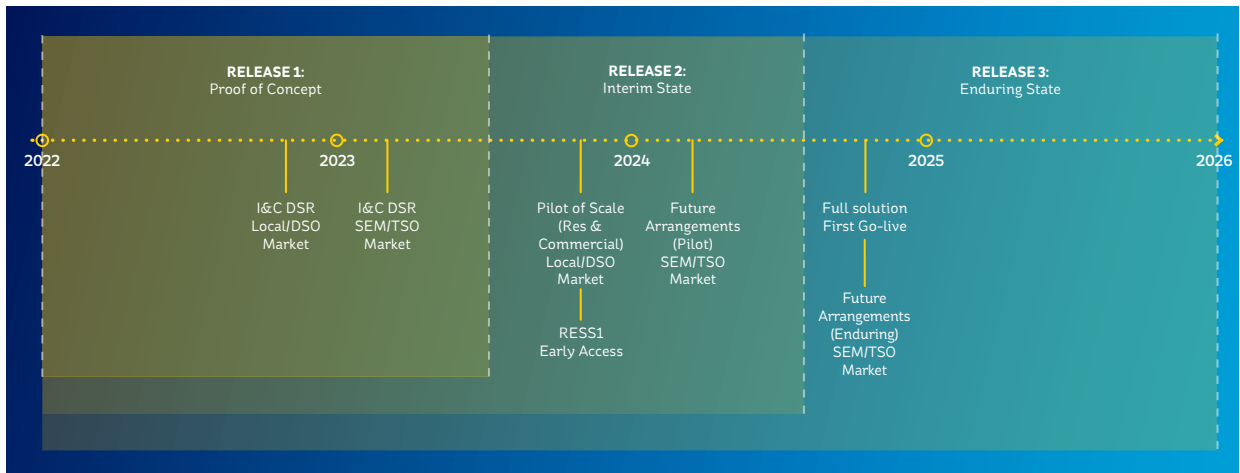 RELEASE 1:
Proof of Concept
RELEASE 2:
Interim State
RELEASE 3:
Enduring State
2022
2023
2024
2025
2026
I&C DSR
Local/DSO
Market
I&C DSR
SEM/TSO
Market
Pilot of Scale
(Res &
Commercial)
Local/DSO
Market
RESS1
Early Access
Future
Arrangements
(Pilot)
SEM/TSO
Market
Full solution
First Go-live
Future
Arrangements
(Enduring)
SEM/TSO
Market